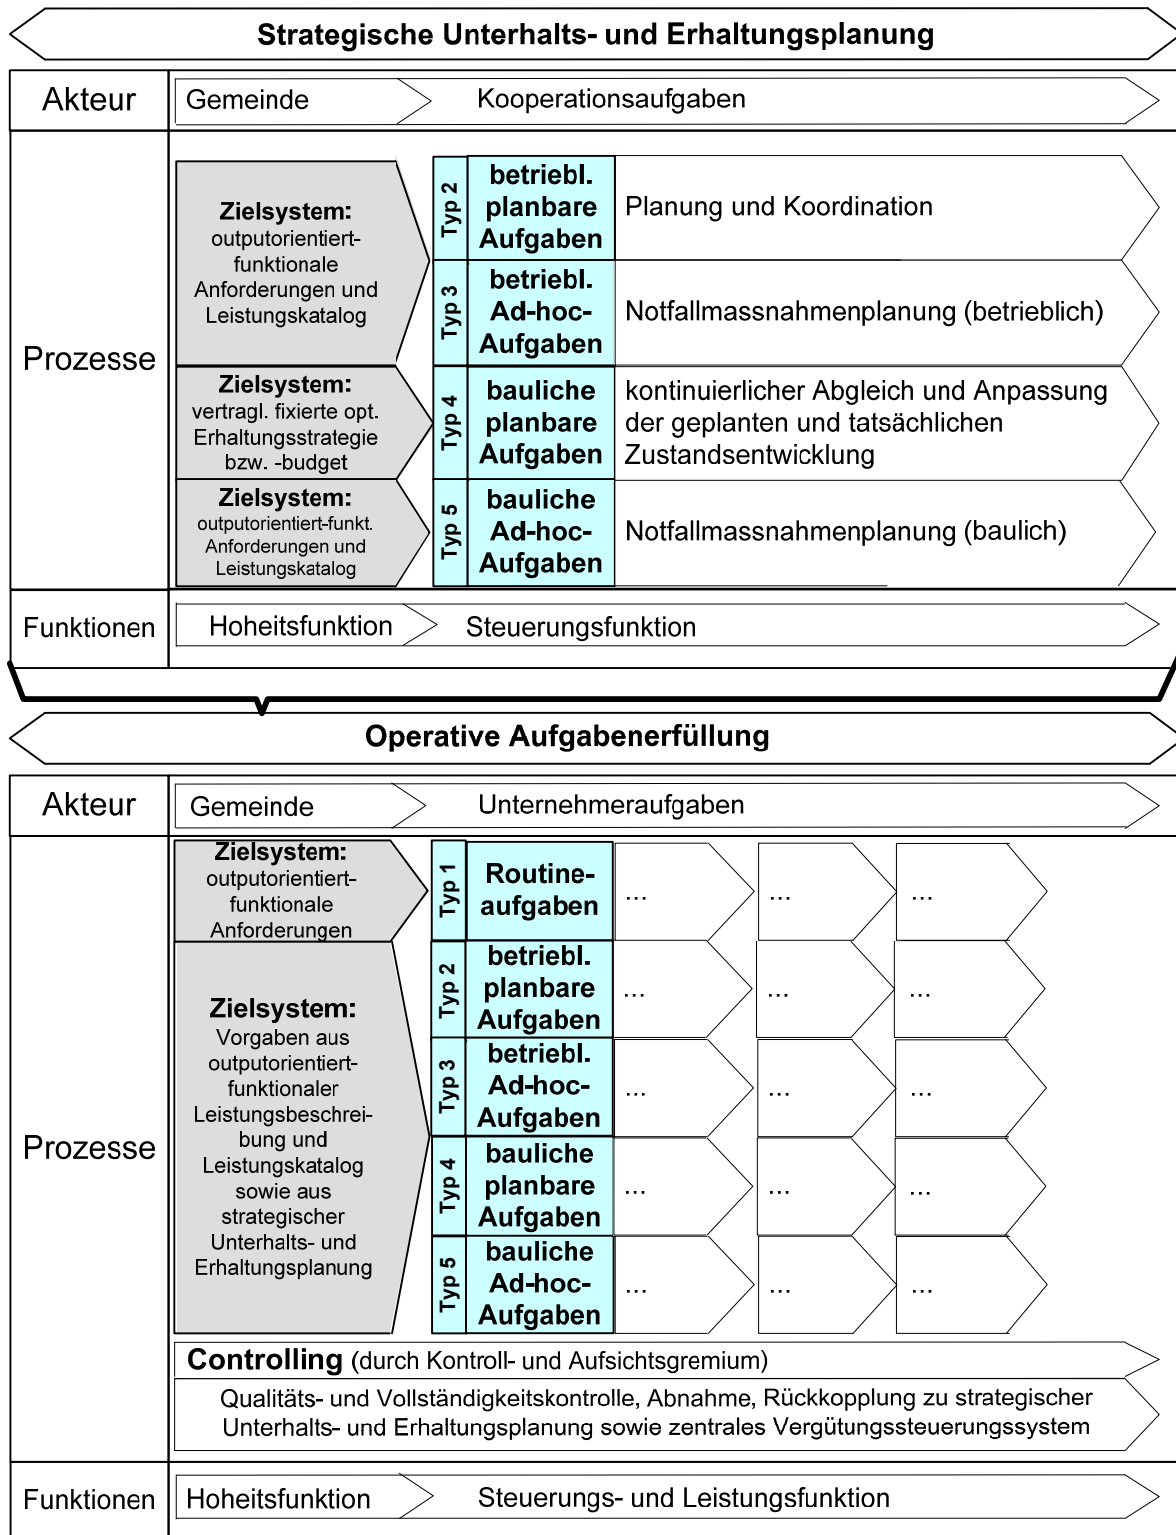 Strategische Unterhalts- und Erhaltungsplanung
Akteur
Gemeinde
Kooperationsaufgaben
Prozesse
Zielsystem:
outputorientiert-
funktionale
Anforderungen und
Leistungskatalog
Typ 2
betriebl.
planbare
Aufgaben
Planung und Koordination
Typ 3
betriebl.
Ad-hoc-
Aufgaben
Notfallmassnahmenplanung (betrieblich)
Zielsystem:
vertragl. fixierte opt.
Erhaltungsstrategie
bzw. -budget
Typ 4
bauliche
planbare
Aufgaben
kontinuierlicher Abgleich und Anpassung
der geplanten und tatsächlichen
Zustandsentwicklung
Zielsystem:
outputorientiert-funkt.
Anforderungen und
Leistungskatalog
Typ 5
bauliche
Ad-hoc-
Aufgaben
Notfallmassnahmenplanung (baulich)
Funktionen
Hoheitsfunktion
Steuerungsfunktion
Operative Aufgabenerfüllung
Akteur
Gemeinde
Unternehmeraufgaben
Prozesse
Zielsystem:
outputorientiert-
funktionale
Anforderungen
Typ 1
Routine-
aufgaben
... ... ...
Zielsystem:
Vorgaben aus
outputorientiert-
funktionaler
Leistungsbeschrei-
bung und
Leistungskatalog
sowie aus
strategischer
Unterhalts- und
Erhaltungsplanung
Typ 2
betriebl.
planbare
Aufgaben
... ... ...
Typ 3
betriebl.
Ad-hoc-
Aufgaben
... ... ...
Typ 4
bauliche
planbare
Aufgaben
... ... ...
Typ 5
bauliche
Ad-hoc-
Aufgaben
... ... ...
Controlling (durch Kontroll- und Aufsichtsgremium)
Qualitäts- und Vollständigkeitskontrolle, Abnahme, Rückkopplung zu strategischer
Unterhalts- und Erhaltungsplanung sowie zentrales Vergütungssteuerungssystem
Funktionen
Hoheitsfunktion
Steuerungs- und Leistungsfunktion